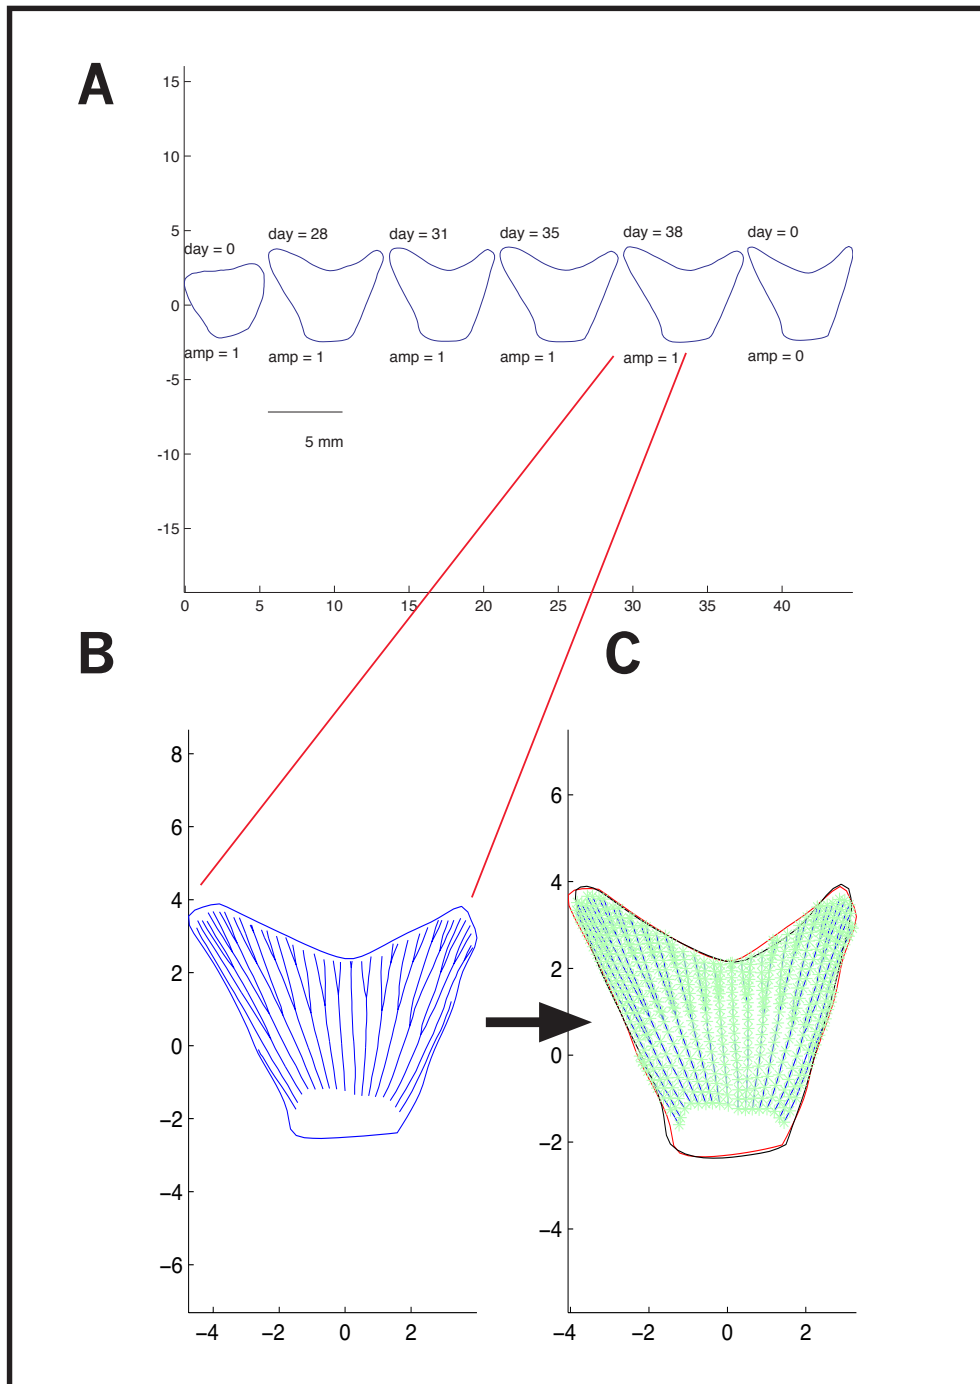 A
15
10
5
0
-5
-10
-15
day = 0
day = 28
day = 31
day = 35
day = 38
day = 0
amp = 1
amp = 1
amp = 1
amp = 1
amp = 1
amp = 0
5 mm
0 5 10 15 20 25 30 35 40
B
8
6
4
2
0
−2
−4
−6
−4 −2 0 2
C
6
4
2
0
−2
−4
−4 −2 0 2